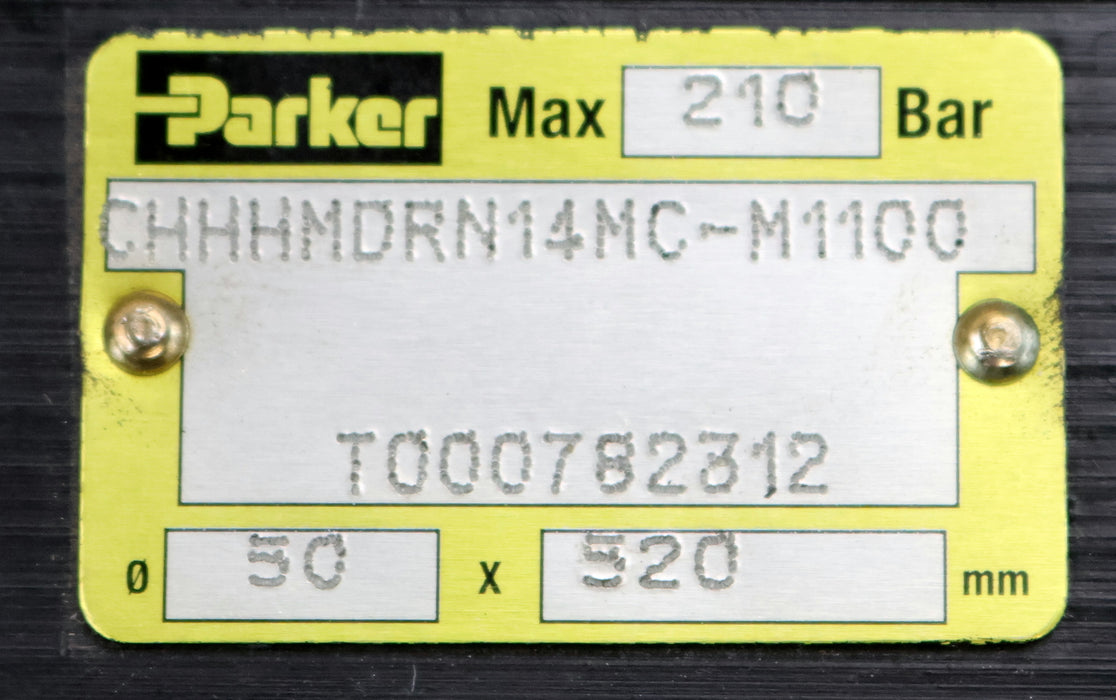 Parker Max 210 Bar
CHHHMDRN14MC-M1100
T000782312
Ø 50 X 520 mm